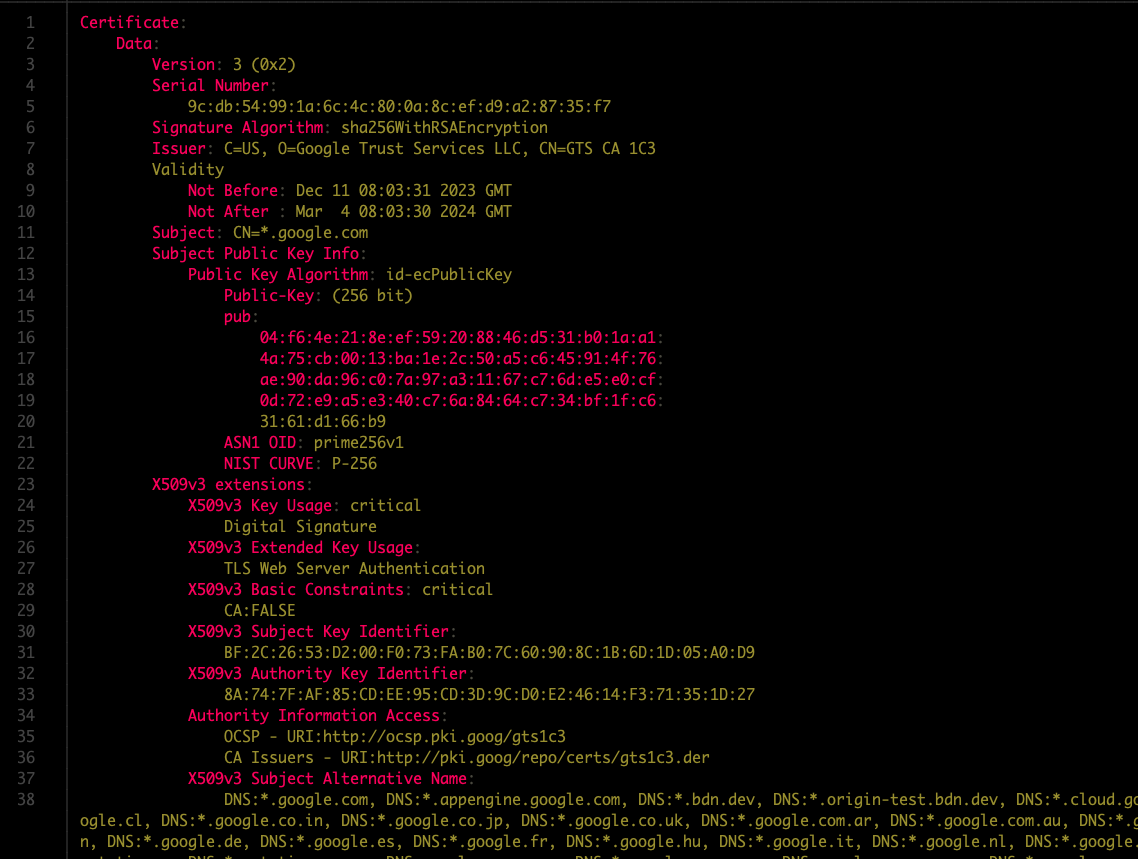 1 Certificate:
2 Data:
3 Version: 3 (0x2)
4 Serial Number:
5 9c:db:54:99:1a:6c:4c:80:0a:8c:ef:d9:a2:87:35:f7
6 Signature Algorithm: sha256WithRSAEncryption
7 Issuer: C=US, O=Google Trust Services LLC, CN=GTS CA 1C3
8 Validity
9 Not Before: Dec 11 08:03:31 2023 GMT
10 Not After : Mar  4 08:03:30 2024 GMT
11 Subject: CN=*.google.com
12 Subject Public Key Info:
13 Public Key Algorithm: id-ecPublicKey
14 Public-Key: (256 bit)
15 pub:
16 04:f6:4e:21:8e:ef:59:20:88:46:d5:31:b0:1a:a1:
17 4a:75:cb:00:13:ba:1e:2c:50:a5:c6:45:91:4f:76:
18 ae:90:da:96:c0:7a:97:a3:11:67:c7:6d:e5:e0:cf:
19 0d:72:e9:a5:e3:40:c7:6a:84:64:c7:34:bf:1f:c6:
20 31:61:d1:66:b9
21 ASN1 OID: prime256v1
22 NIST CURVE: P-256
23 X509v3 extensions:
24 X509v3 Key Usage: critical
25 Digital Signature
26 X509v3 Extended Key Usage:
27 TLS Web Server Authentication
28 X509v3 Basic Constraints: critical
29 CA:FALSE
30 X509v3 Subject Key Identifier:
31 BF:2C:26:53:D2:00:F0:73:FA:B0:7C:60:90:8C:1B:6D:1D:05:A0:D9
32 X509v3 Authority Key Identifier:
33 8A:74:7F:AF:85:CD:EE:95:CD:3D:9C:D0:E2:46:14:F3:71:35:1D:27
34 Authority Information Access:
35 OCSP - URI:http://ocsp.pki.goog/gts1c3
36 CA Issuers - URI:http://pki.goog/repo/certs/gts1c3.der
37 X509v3 Subject Alternative Name:
38 DNS:*.google.com, DNS:*.appengine.google.com, DNS:*.bdn.dev, DNS:*.origin-test.bdn.dev, DNS:*.cloud.go
ogle.cl, DNS:*.google.co.in, DNS:*.google.co.jp, DNS:*.google.co.uk, DNS:*.google.com.ar, DNS:*.google.com.au, DNS:*.g
n, DNS:*.google.de, DNS:*.google.es, DNS:*.google.fr, DNS:*.google.hu, DNS:*.google.it, DNS:*.google.nl, DNS:*.google.